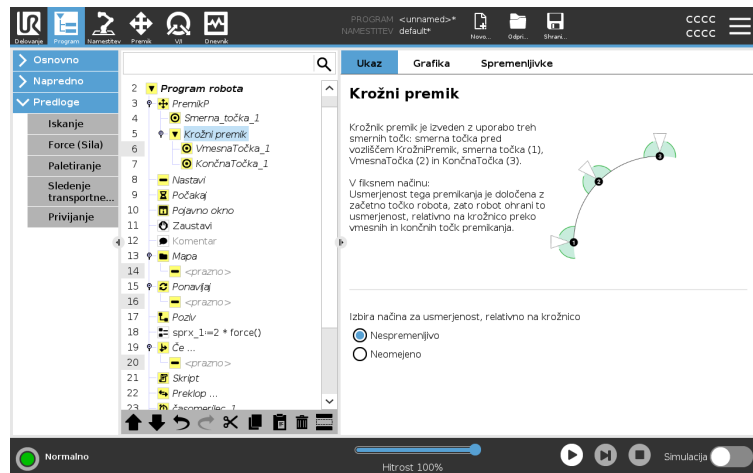 UR
PROGRAM <unnamed>*
NAMESTITEV default*
Delovanje
Program
Namestitev
Premik
V/I
Dnevnik
Novo...
Odpri...
Shrani...
CCCC
CCCC
Osnovno
Napredno
Predloge
Iskanje
Force (Sila)
Paletiranje
Sledenje
transportne...
Privijanje
2 Program robota
3 PremikP
4 Smerna_točka_1
5 Krožni premik
6 VmesnaTočka_1
7 KončnaTočka_1
8 Nastavi
9 Počakaj
10 Pojavno okno
11 Zaustavi
12 Komentar
13 Mapa
14 <prazno>
15 Ponavljaj
16 <prazno>
17 Poziv
18 sprx_1:=2 * force()
19 Če ...
20 <prazno>
21 Skript
22 Preklop ...
23 časomerilec_1
Ukaz
Grafika
Spremenljivke
Krožni premik
Krožnik premik je izveden z uporabo treh
smernih točk: smerna točka pred
vozliščem KrožniPremik, smerna točka (1),
VmesnaTočka (2) in KončnaTočka (3).
V fiksnem načinu:
Usmerjenost tega premikanja je določena z
začetno točko robota, zato robot ohrani to
usmerjenost, relativno na krožnico preko
vmesnih in končnih točk premikanja.
1
2
3
Izbira načina za usmerjenost, relativno na krožnico
Nespremenljivo
Neomejeno
Normalno
Hitrost 100%
Simulacija